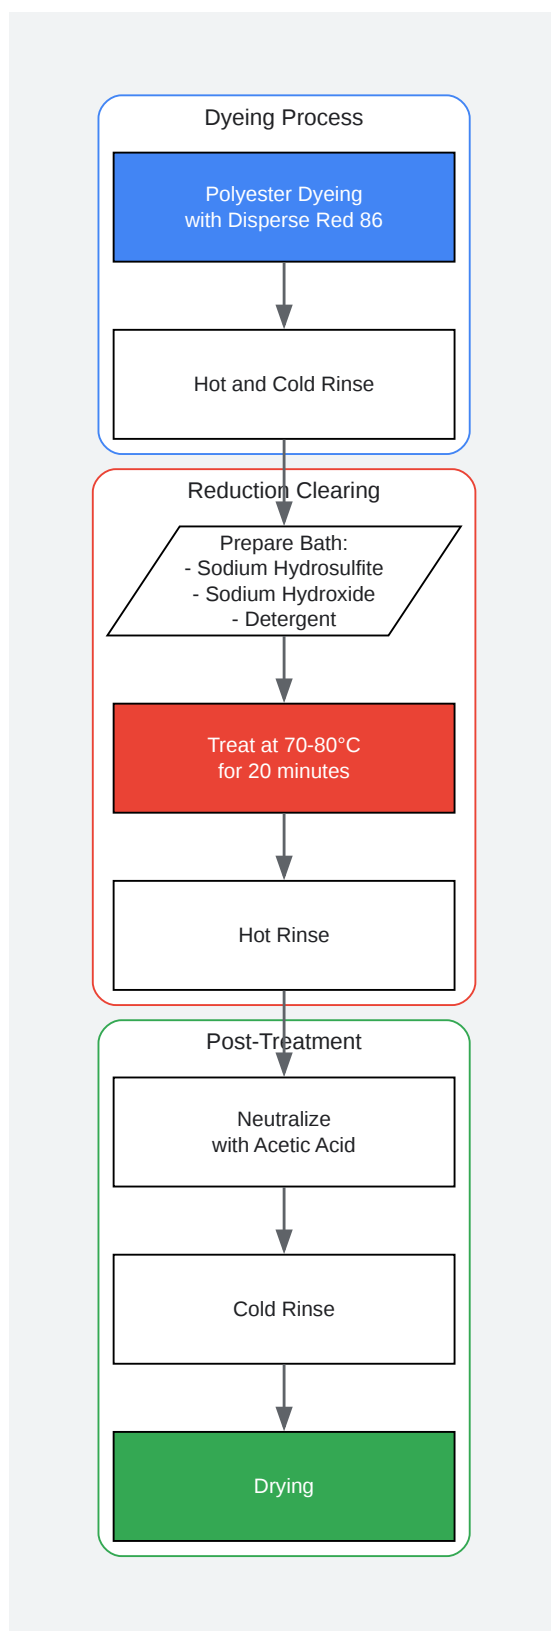 Dyeing Process
Polyester Dyeing
with Disperse Red 86
Hot and Cold Rinse
Reduction Clearing
Prepare Bath:
- Sodium Hydrosulfite
- Sodium Hydroxide
- Detergent
Treat at 70-80°C
for 20 minutes
Hot Rinse
Post-Treatment
Neutralize
with Acetic Acid
Cold Rinse
Drying